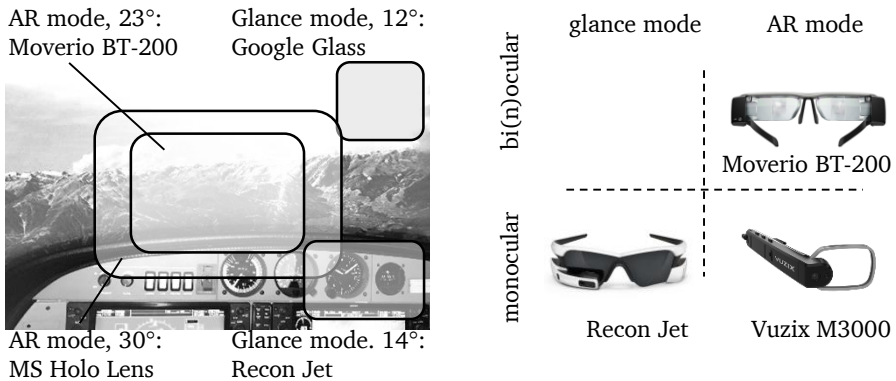 AR mode, 23°:
Moverio BT-200
Glance mode, 12°:
Google Glass
AR mode, 30°:
MS Holo Lens
Glance mode. 14°:
Recon Jet
glance mode
AR mode
bi(n)ocular
Moverio BT-200
monocular
VUZIX
Recon Jet
Vuzix M3000